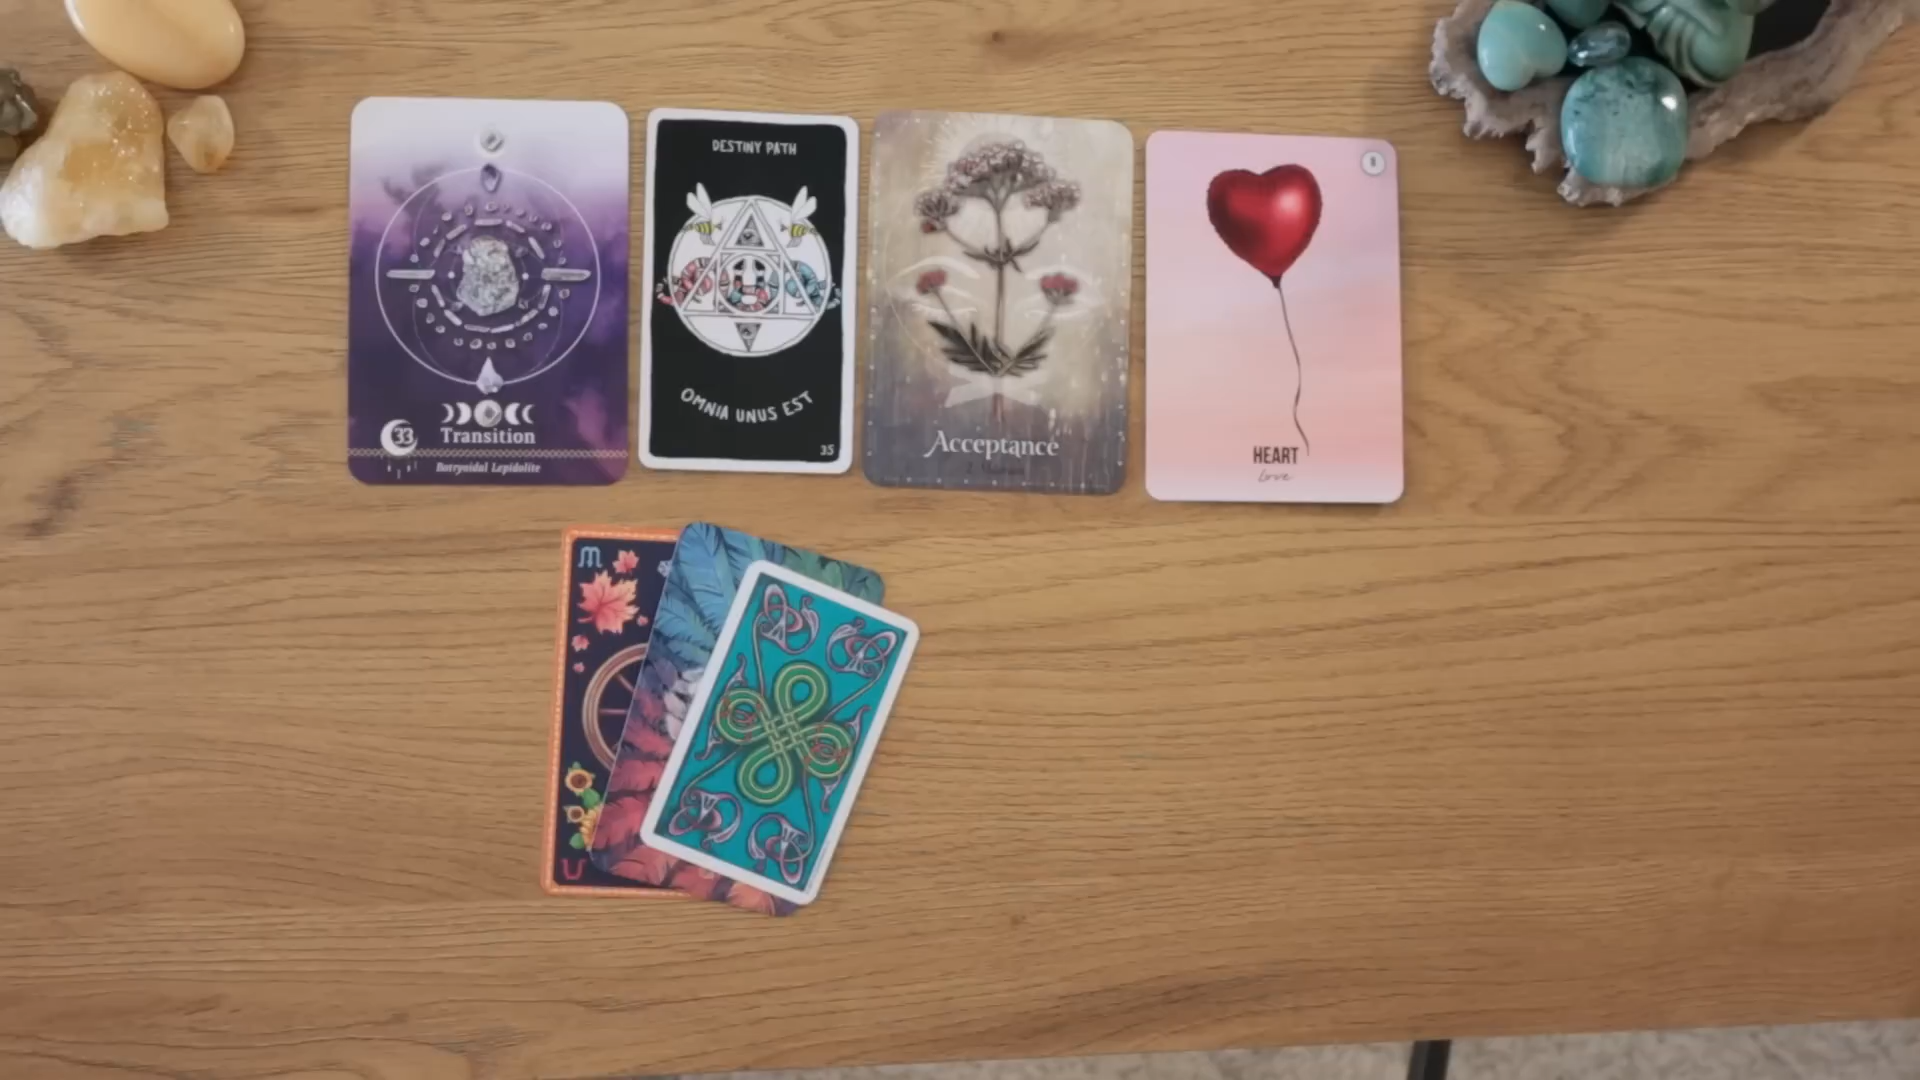 33
Transition
Botryoidal Lepidolite
DESTINY PATH
OMNIA UNUS EST
35
Acceptance
HEART
Love